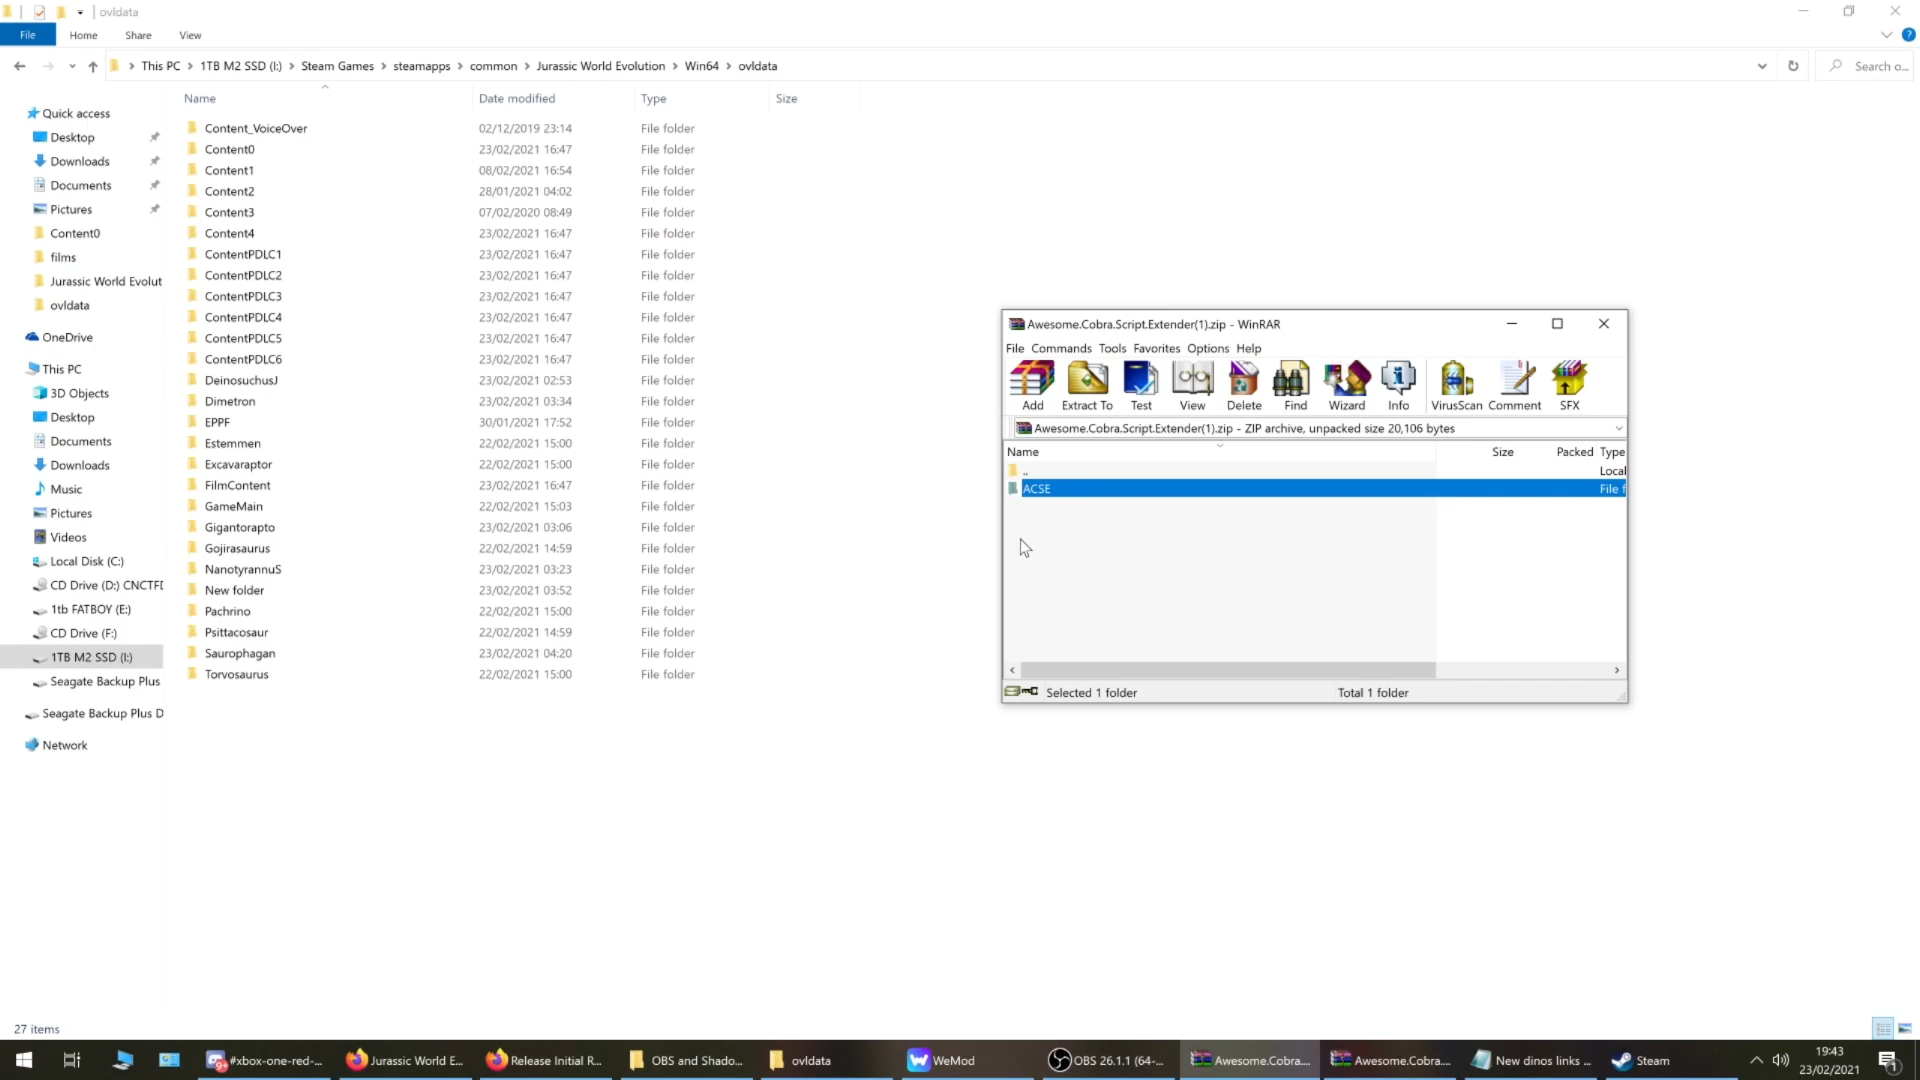 ovldata
File Home Share View
This PC 1TB M2 SSD (I:) Steam Games steamapps common Jurassic World Evolution Win64 ovldata
Search o...
Name Date modified Type Size
Quick access
Desktop
Downloads
Documents
Pictures
Content0
films
Jurassic World Evolut
ovldata
OneDrive
This PC
3D Objects
Desktop
Documents
Downloads
Music
Pictures
Videos
Local Disk (C:)
CD Drive (D:) CNCTFD
1tb FATBOY (E:)
CD Drive (F:)
1TB M2 SSD (I:)
Seagate Backup Plus
Seagate Backup Plus D
Network
Content_VoiceOver 02/12/2019 23:14 File folder
Content0 23/02/2021 16:47 File folder
Content1 08/02/2021 16:54 File folder
Content2 28/01/2021 04:02 File folder
Content3 07/02/2020 08:49 File folder
Content4 23/02/2021 16:47 File folder
ContentPDLC1 23/02/2021 16:47 File folder
ContentPDLC2 23/02/2021 16:47 File folder
ContentPDLC3 23/02/2021 16:47 File folder
ContentPDLC4 23/02/2021 16:47 File folder
ContentPDLC5 23/02/2021 16:47 File folder
ContentPDLC6 23/02/2021 16:47 File folder
DeinosuchusJ 23/02/2021 02:53 File folder
Dimetron 23/02/2021 03:34 File folder
EPPF 30/01/2021 17:52 File folder
Estemmen 22/02/2021 15:00 File folder
Excavaraptor 22/02/2021 15:00 File folder
FilmContent 23/02/2021 16:47 File folder
GameMain 22/02/2021 15:03 File folder
Gigantorapto 23/02/2021 03:06 File folder
Gojirasaurus 22/02/2021 14:59 File folder
NanotyrannuS 23/02/2021 03:23 File folder
New folder 23/02/2021 03:52 File folder
Pachrino 22/02/2021 15:00 File folder
Psittacosaur 22/02/2021 14:59 File folder
Saurophagan 23/02/2021 04:20 File folder
Torvosaurus 22/02/2021 15:00 File folder
Awesome.Cobra.Script.Extender(1).zip - WinRAR
File Commands Tools Favorites Options Help
Add Extract To Test View Delete Find Wizard Info VirusScan Comment SFX
Awesome.Cobra.Script.Extender(1).zip - ZIP archive, unpacked size 20,106 bytes
Name Size Packed Type
.. Local
ACSE File f
Selected 1 folder Total 1 folder
27 items
#xbox-one-red-... Jurassic World E... Release Initial R... OBS and Shado... ovldata WeMod OBS 26.1.1 (64-... Awesome.Cobra.... Awesome.Cobra.... New dinos links ... Steam
19:43
23/02/2021